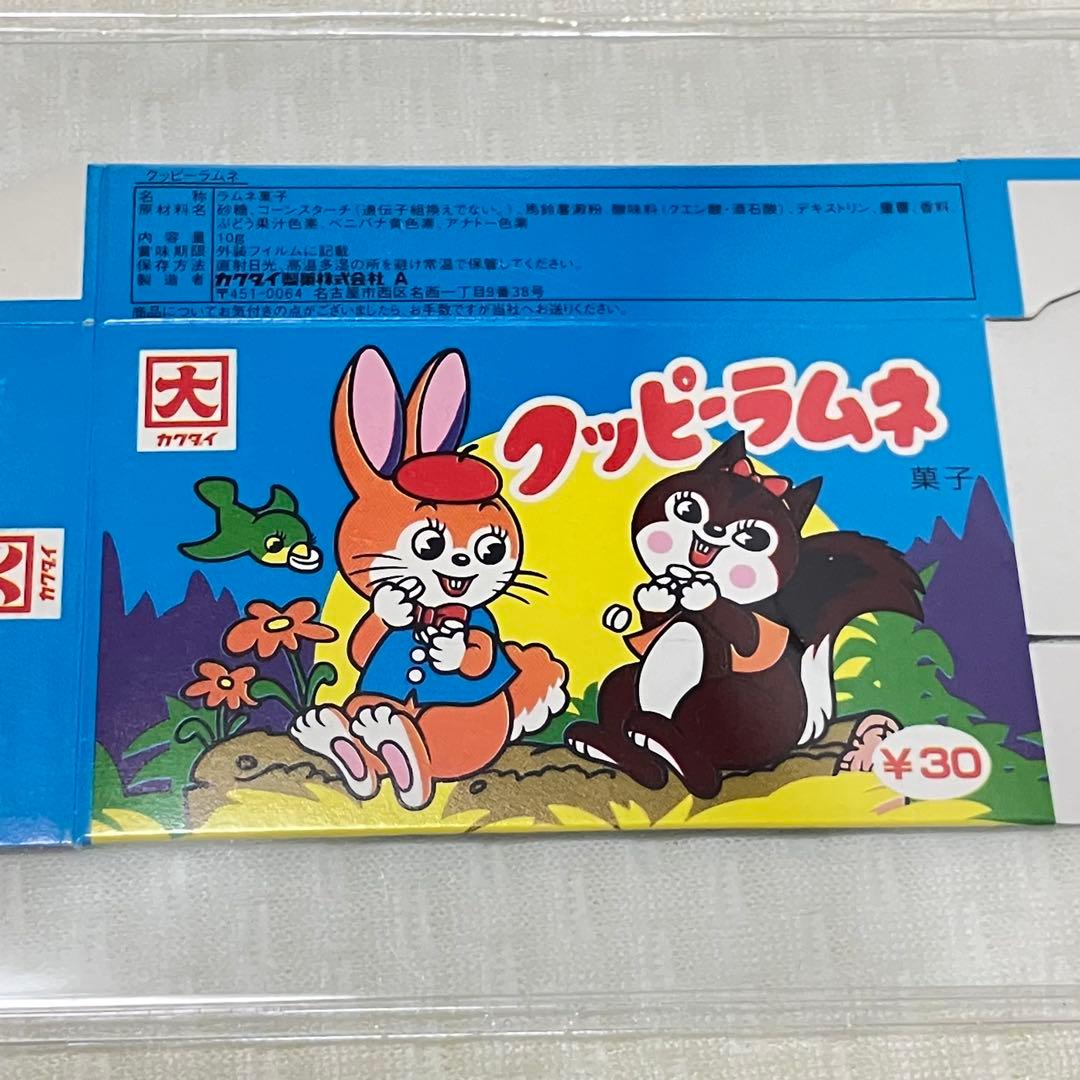 クッピーラムネ
名称 ラムネ菓子
原材料名 砂糖、コーンスターチ(遺伝子組換えでない。)、馬鈴薯澱粉、酸味料(クエン酸・酒石酸)、デキストリン、重曹、香料、
ぶどう果汁色素、ベニバナ黄色素、アナトー色素
内容量 10g
賞味期限 外装フイルムに記載
保存方法 直射日光、高温多湿の所を避け常温で保管してください。
製造者 カクダイ製菓株式会社 A
〒451-0064 名古屋市西区名西一丁目9番38号
商品についてお気付きの点がございましたら、お手数ですが当社へお送りください。
大
カクダイ
クッピーラムネ
菓子
大
カクダイ
¥30